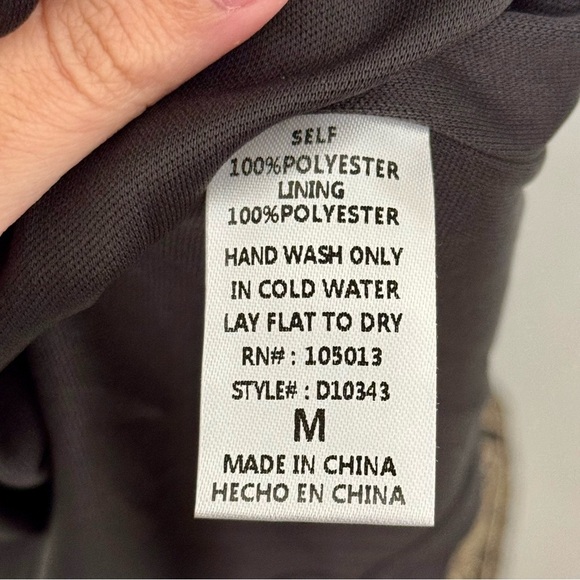 SELF
100%POLYESTER
LINING
100%POLYESTER
HAND WASH ONLY
IN COLD WATER
LAY FLAT TO DRY
RN# : 105013
STYLE# : D10343
M
MADE IN CHINA
HECHO EN CHINA